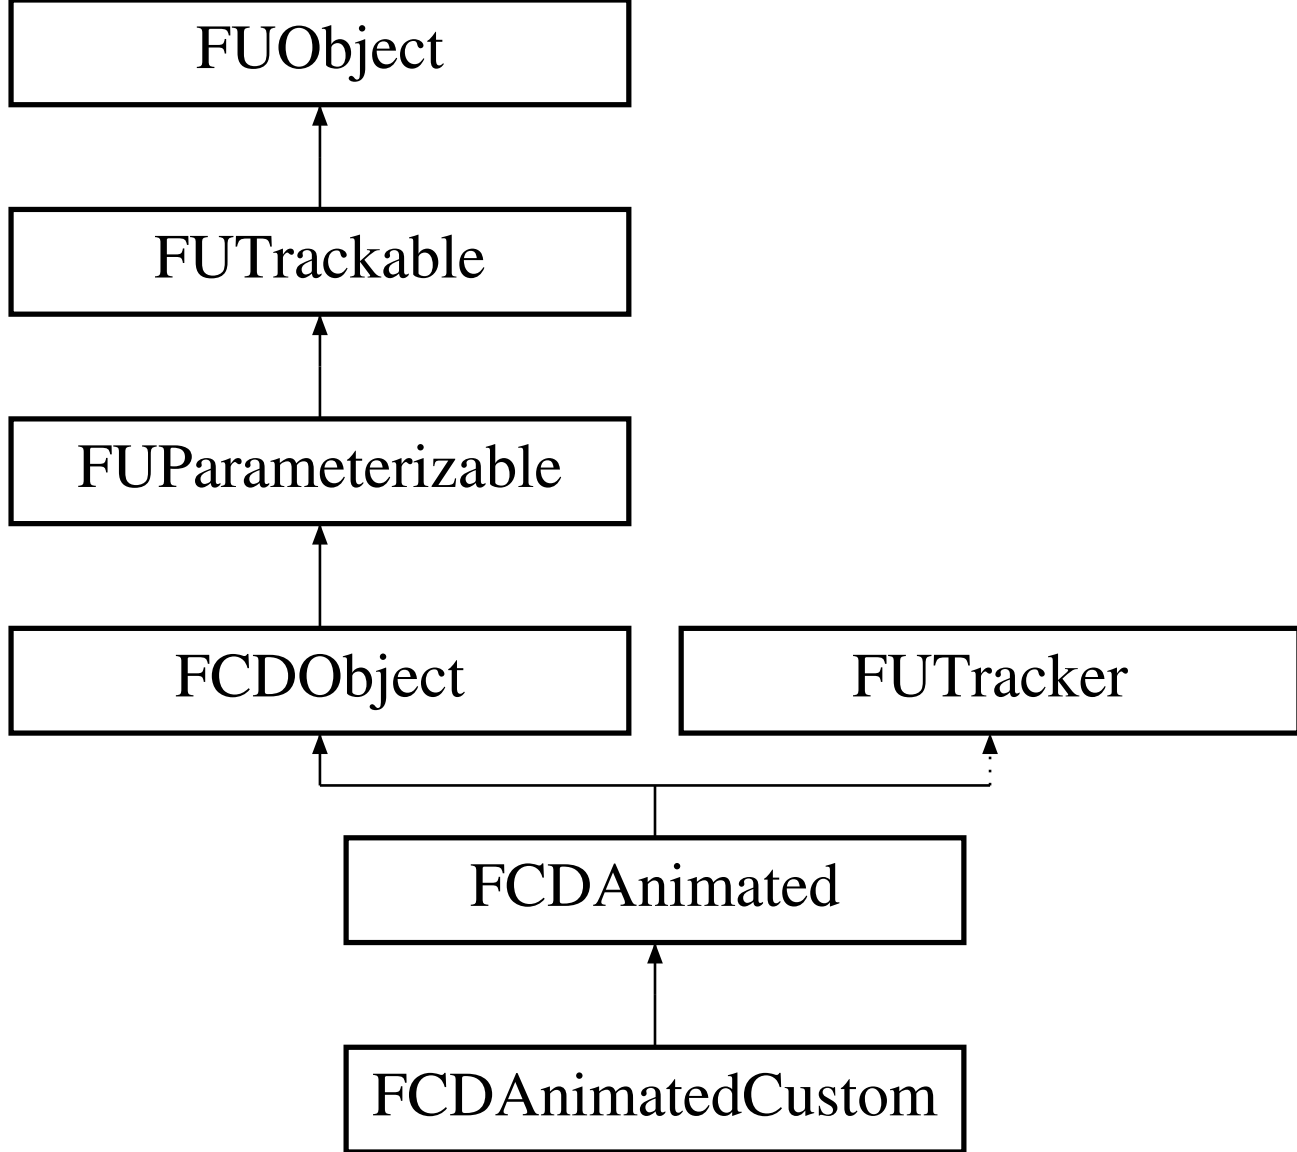 FUObject
FUTrackable
FUParameterizable
FCDObject
FUTracker
FCDAnimated
FCDAnimatedCustom